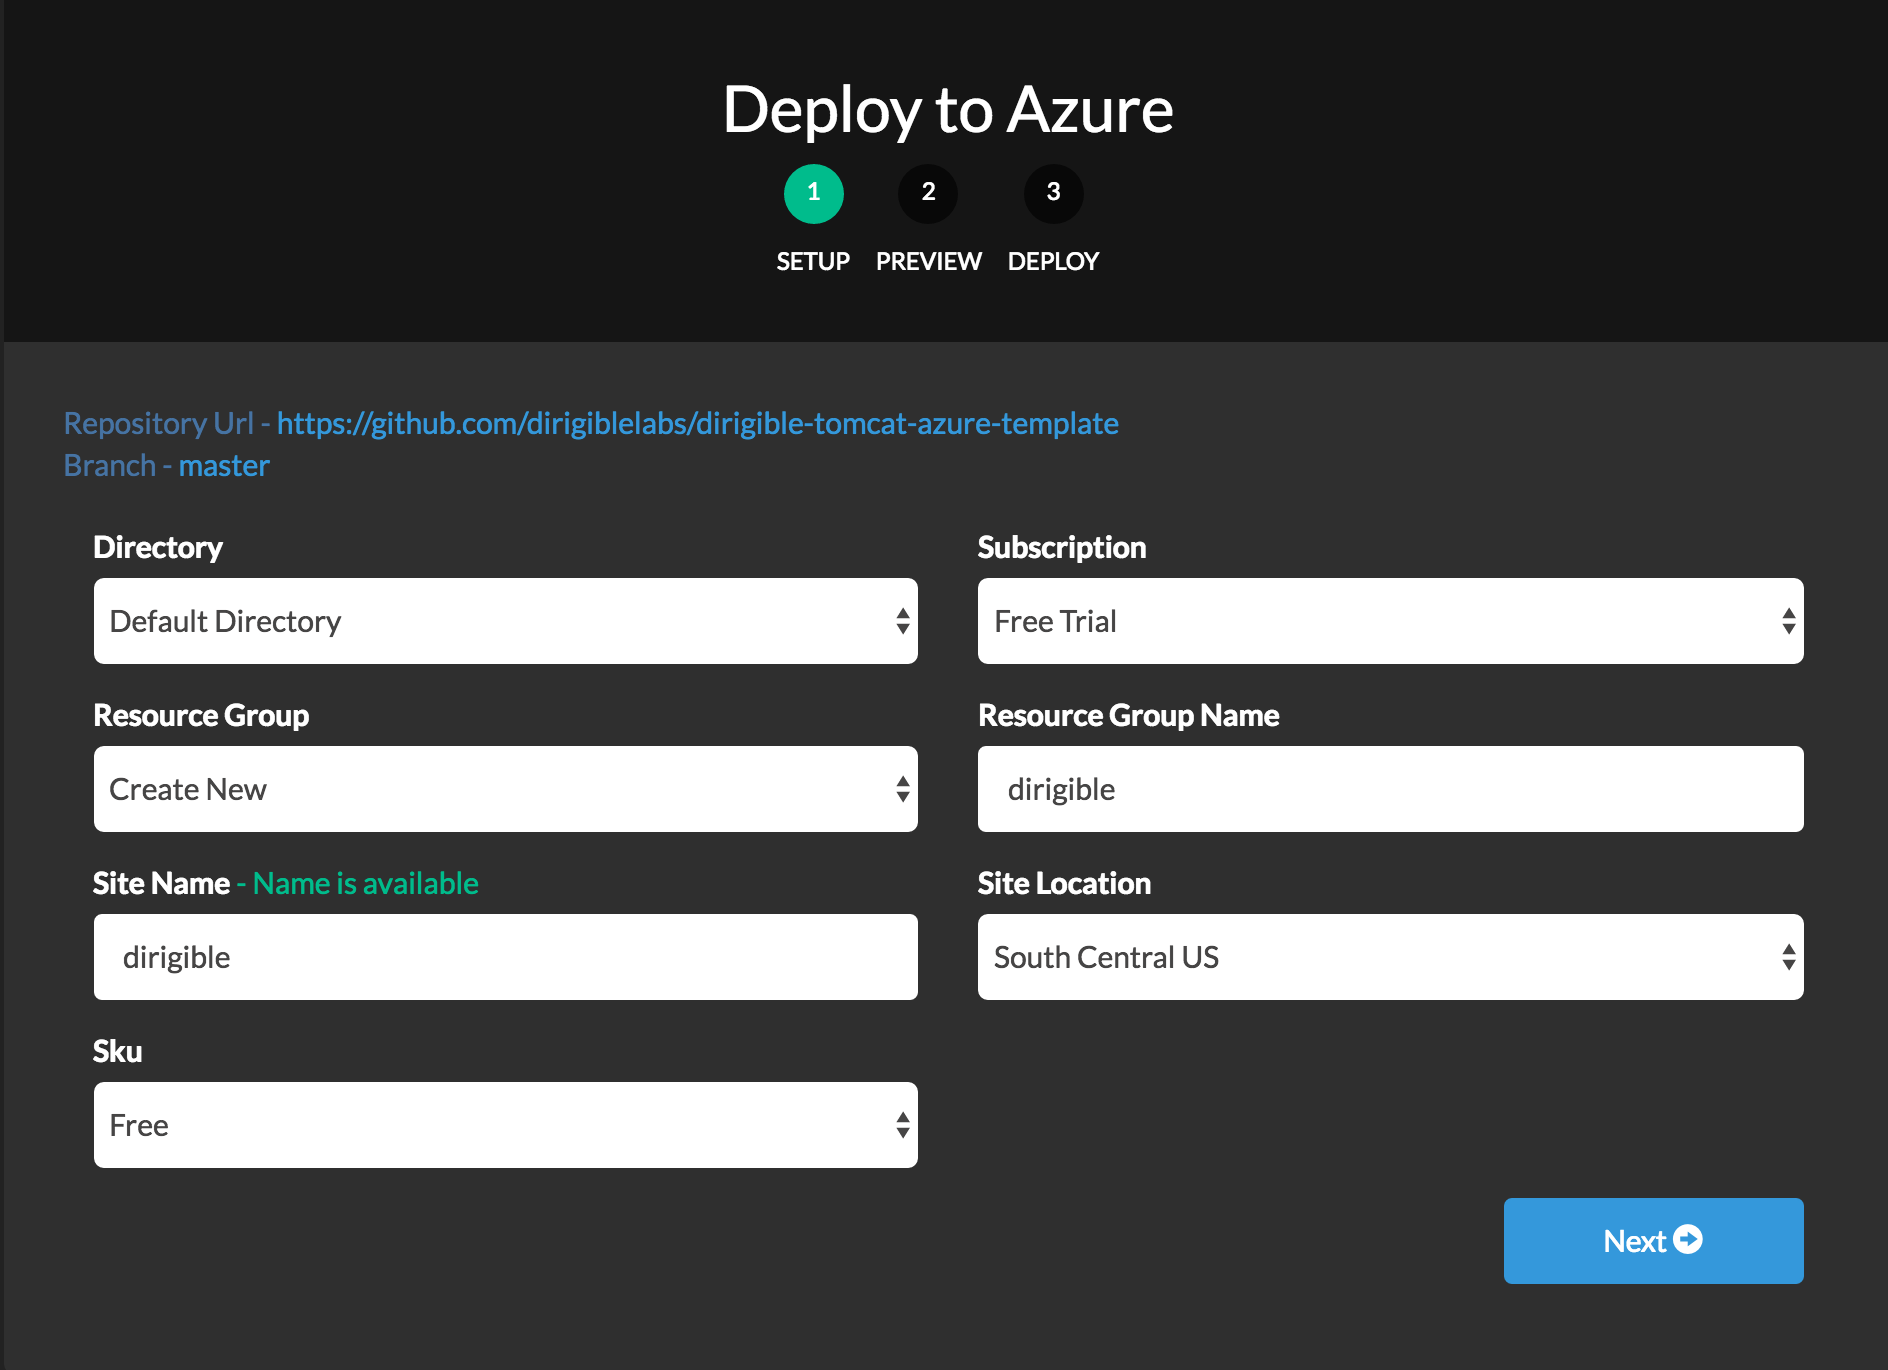 Deploy to Azure
1 2 3
SETUP PREVIEW DEPLOY
Repository Url - https://github.com/dirigiblelabs/dirigible-tomcat-azure-template
Branch - master
Directory
Default Directory
Subscription
Free Trial
Resource Group
Create New
Resource Group Name
dirigible
Site Name - Name is available
dirigible
Site Location
South Central US
Sku
Free
Next